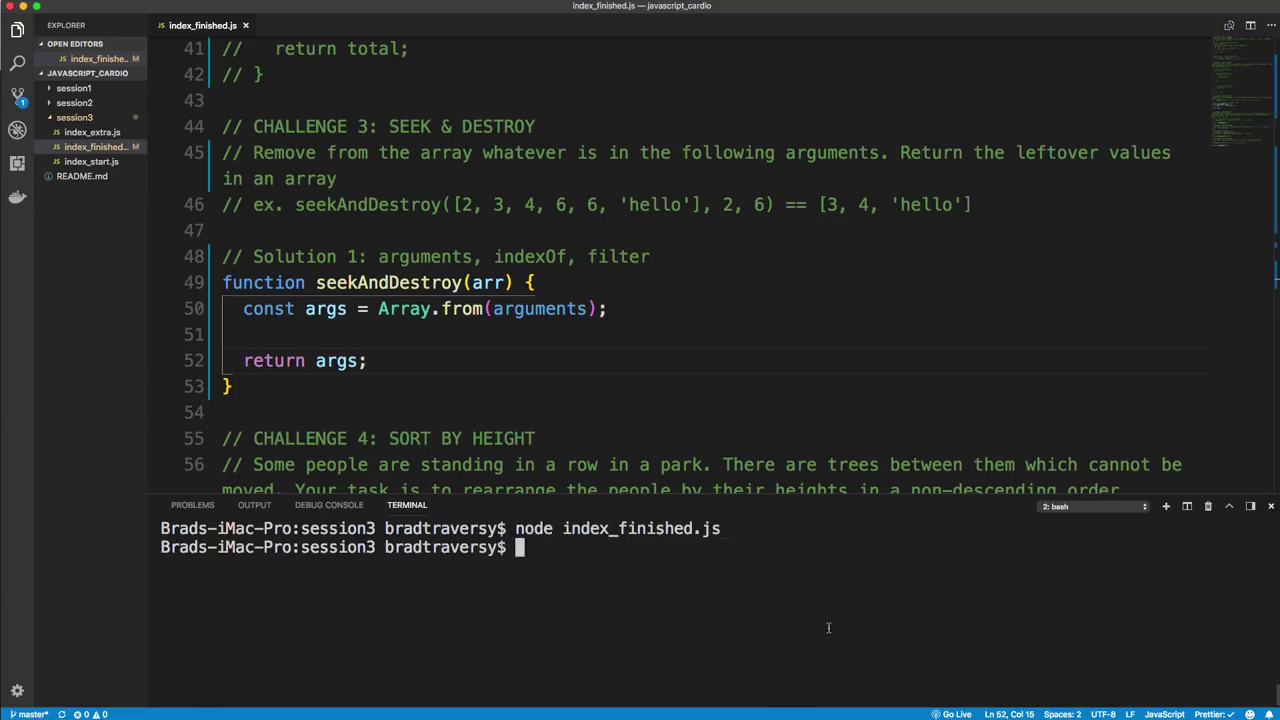 index_finished.js — javascript_cardio
EXPLORER
OPEN EDITORS
index_finishe.. M
JAVASCRIPT_CARDIO
session1
session2
session3
index_extra.js
index_finished.. M
index_start.js
README.md
1
JS index_finished.js ×
41 //   return total;
42 // }
43
44 // CHALLENGE 3: SEEK & DESTROY
45 // Remove from the array whatever is in the following arguments. Return the leftover values
in an array
46 // ex. seekAndDestroy([2, 3, 4, 6, 6, 'hello'], 2, 6) == [3, 4, 'hello']
47
48 // Solution 1: arguments, indexOf, filter
49 function seekAndDestroy(arr) {
50   const args = Array.from(arguments);
51
52   return args;
53 }
54
55 // CHALLENGE 4: SORT BY HEIGHT
56 // Some people are standing in a row in a park. There are trees between them which cannot be
moved. Your task is to rearrange the people by their heights in a non-descending order
PROBLEMS OUTPUT DEBUG CONSOLE TERMINAL 2: bash
Brads-iMac-Pro:session3 bradtraversy$ node index_finished.js
Brads-iMac-Pro:session3 bradtraversy$
master* 0 0 Go Live Ln 52, Col 15 Spaces: 2 UTF-8 LF JavaScript Prettier: ✓